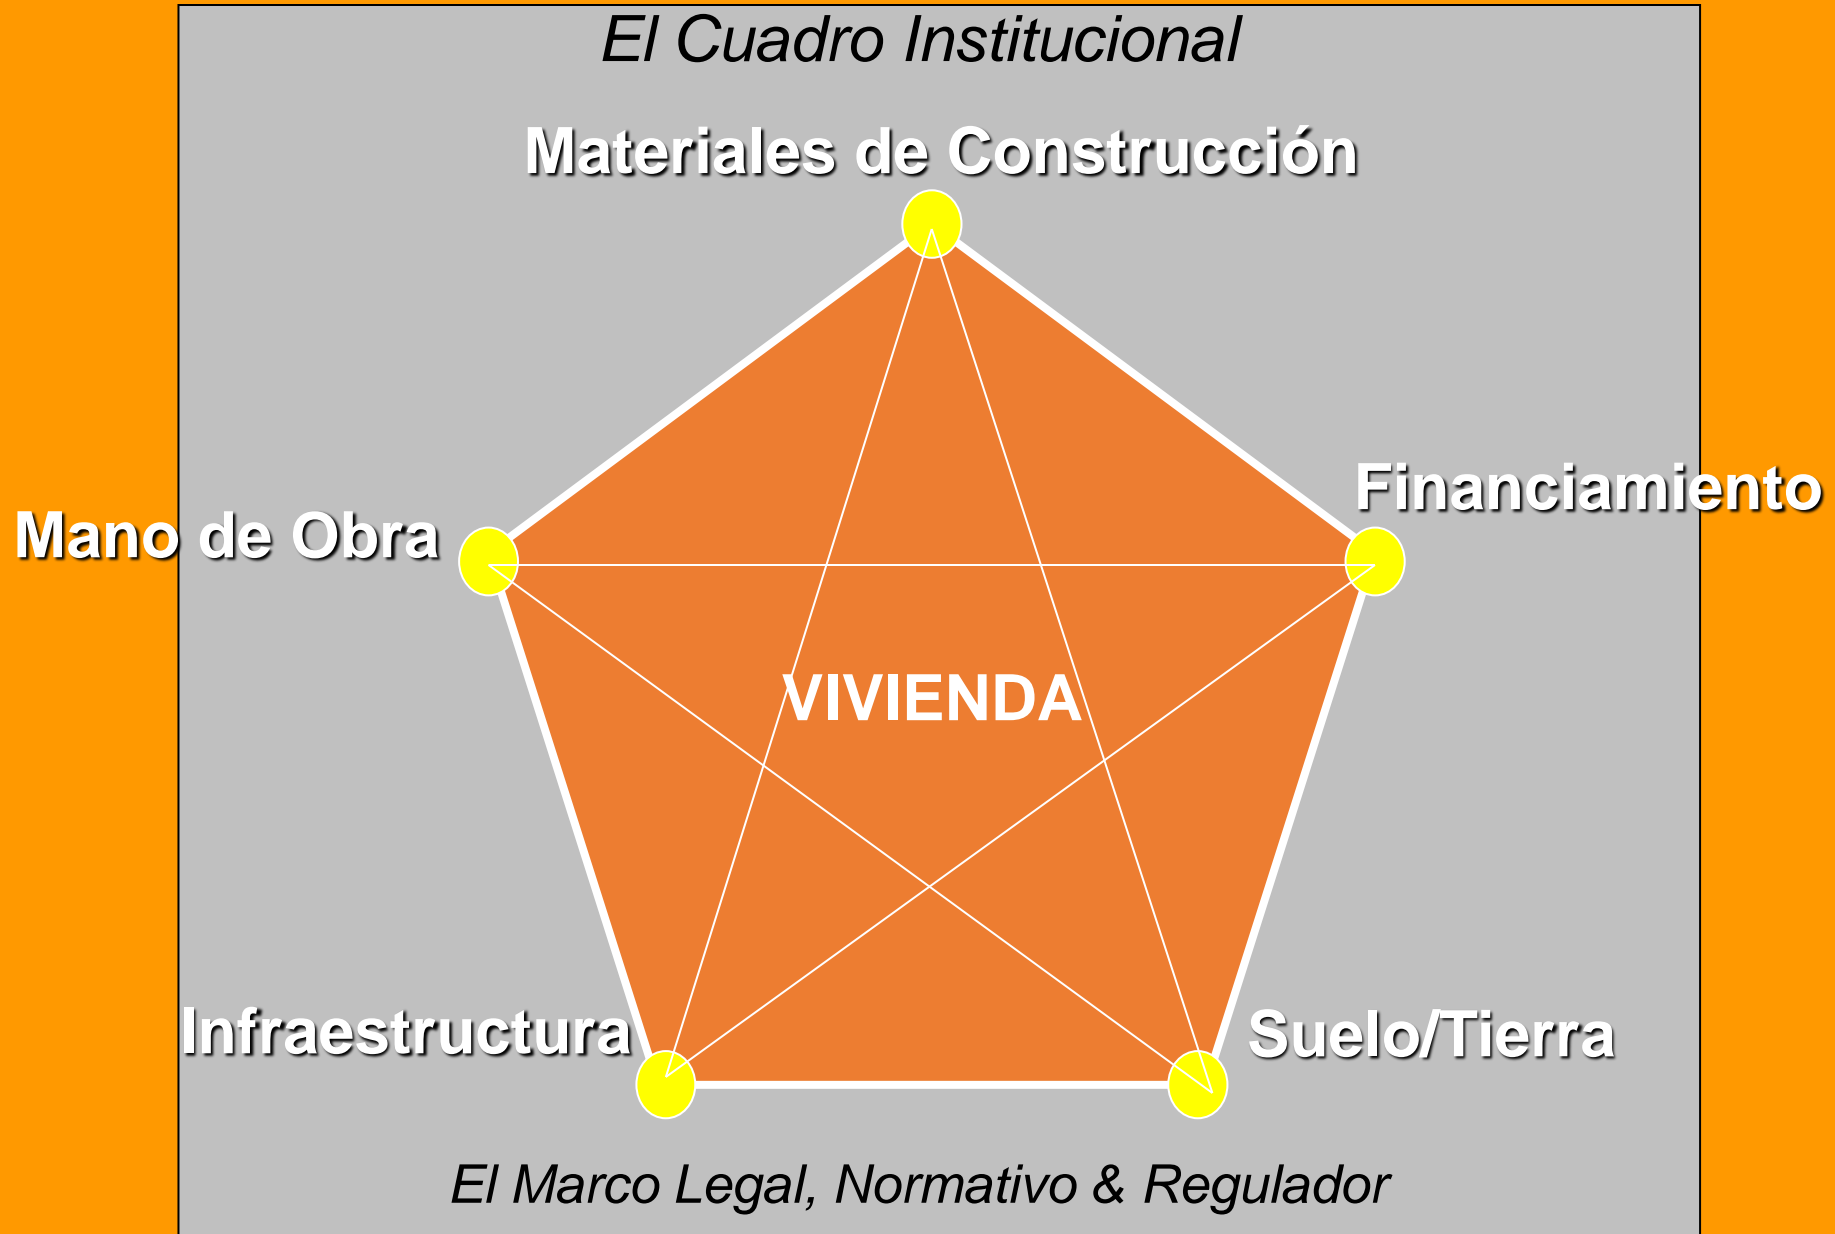 El Cuadro Institucional
Materiales de Construcción
Financiamiento
Mano de Obra
VIVIENDA
Infraestructura
Suelo/Tierra
El Marco Legal, Normativo & Regulador